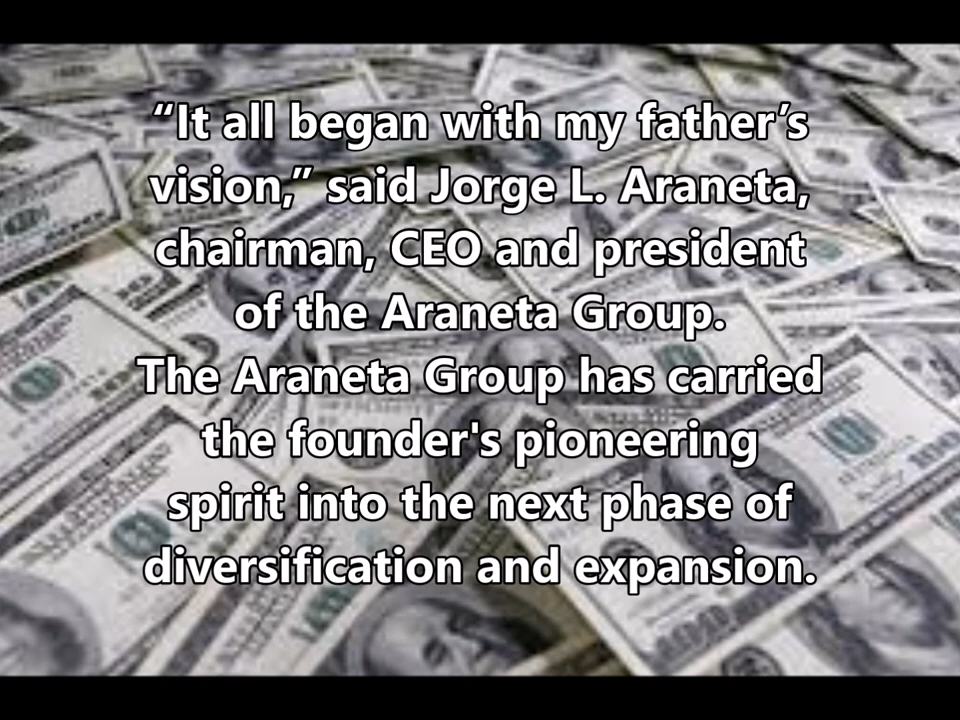 “It all began with my father’s
vision,” said Jorge L. Araneta,
chairman, CEO and president
of the Araneta Group.
The Araneta Group has carried
the founder's pioneering
spirit into the next phase of
diversification and expansion.